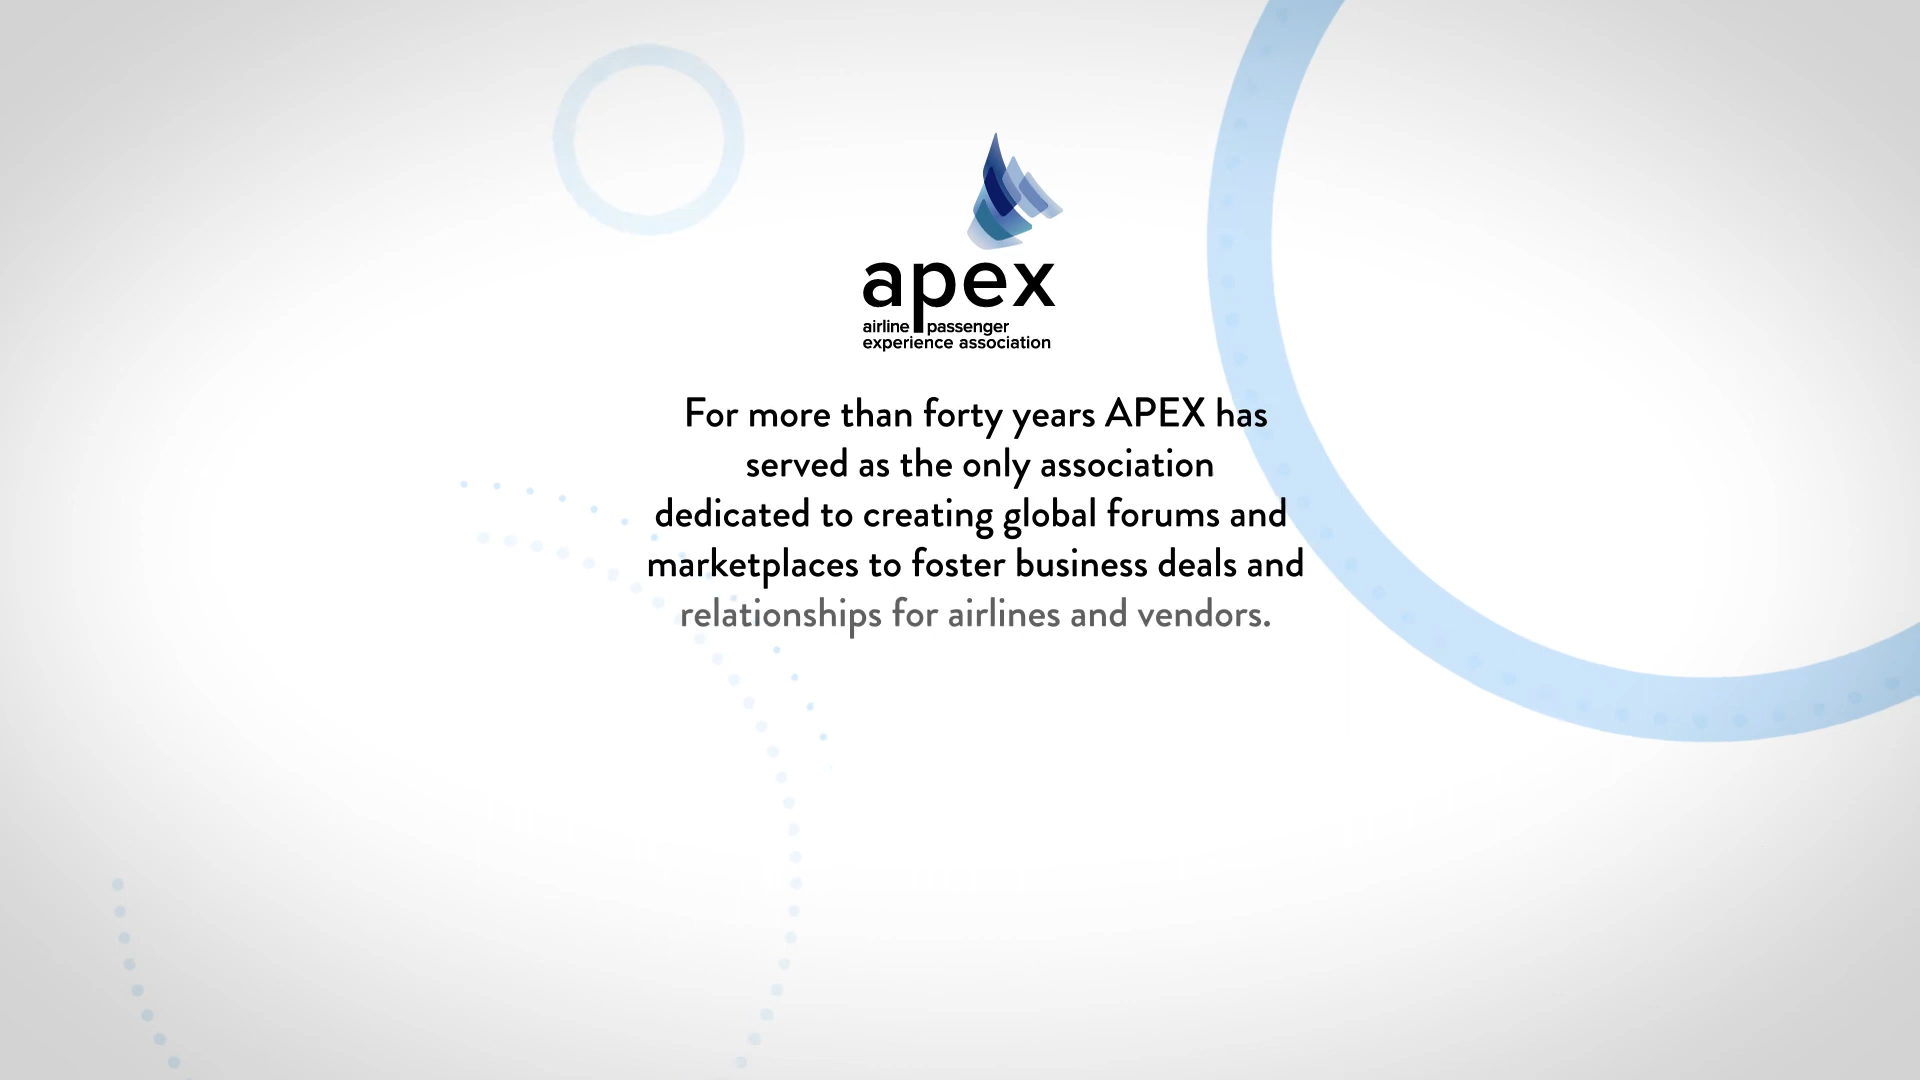 apex
airline passenger
experience association
For more than forty years APEX has
served as the only association
dedicated to creating global forums and
marketplaces to foster business deals and
relationships for airlines and vendors.